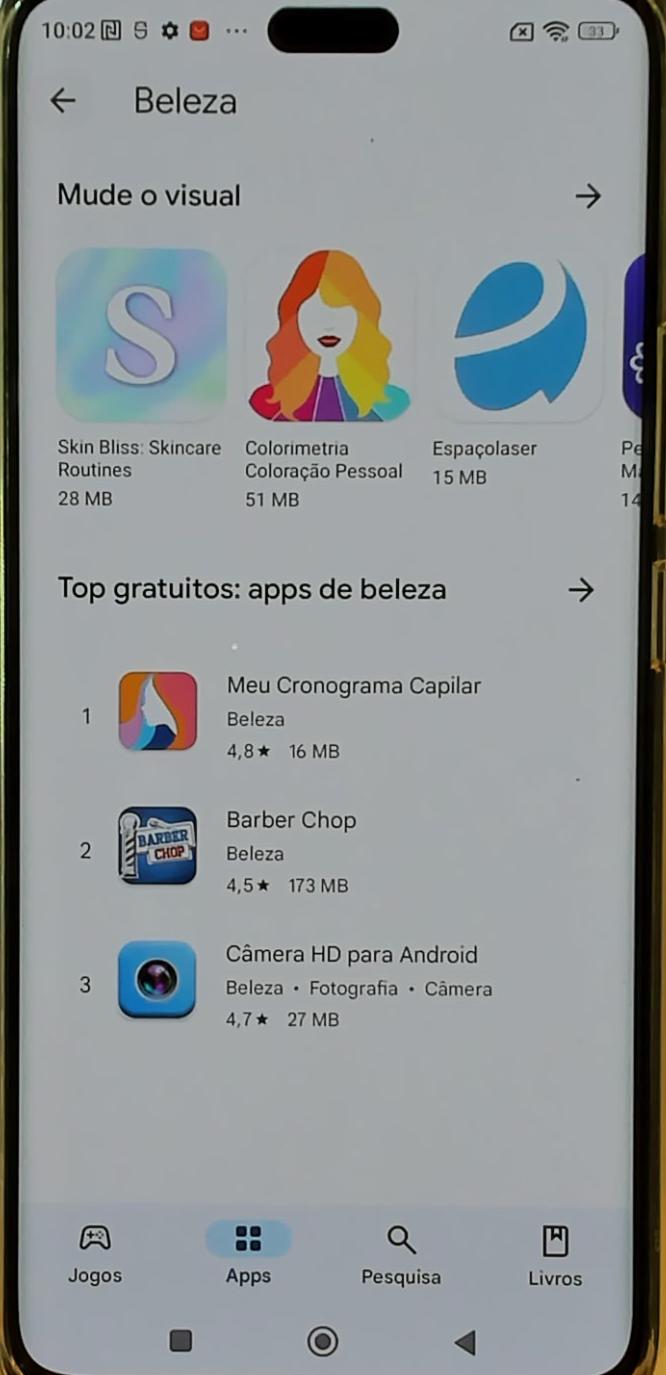 10:02
33
Beleza
Mude o visual
S
Skin Bliss: Skincare
Routines
28 MB
Colorimetria
Coloração Pessoal
51 MB
Espaçolaser
15 MB
Pe
M
14
Top gratuitos: apps de beleza
1
Meu Cronograma Capilar
Beleza
4,8★ 16 MB
2
BARBER
CHOP
Barber Chop
Beleza
4,5★ 173 MB
3
Câmera HD para Android
Beleza • Fotografia • Câmera
4,7★ 27 MB
Jogos
Apps
Pesquisa
Livros